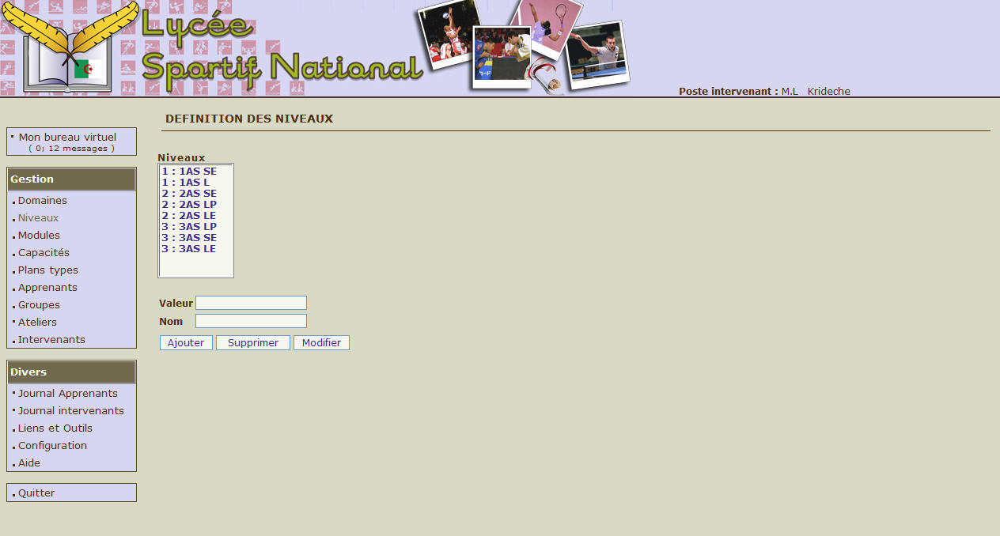 Lycée
Sportif National
Poste intervenant : M.L Krideche
DEFINITION DES NIVEAUX
Mon bureau virtuel
( 0; 12 messages )
Gestion
Domaines
Niveaux
Modules
Capacités
Plans types
Apprenants
Groupes
Ateliers
Intervenants
Divers
Journal Apprenants
Journal intervenants
Liens et Outils
Configuration
Aide
Quitter
Niveaux
1 : 1AS SE
1 : 1AS L
2 : 2AS SE
2 : 2AS LP
2 : 2AS LE
3 : 3AS LP
3 : 3AS SE
3 : 3AS LE
Valeur
Nom
Ajouter Supprimer Modifier